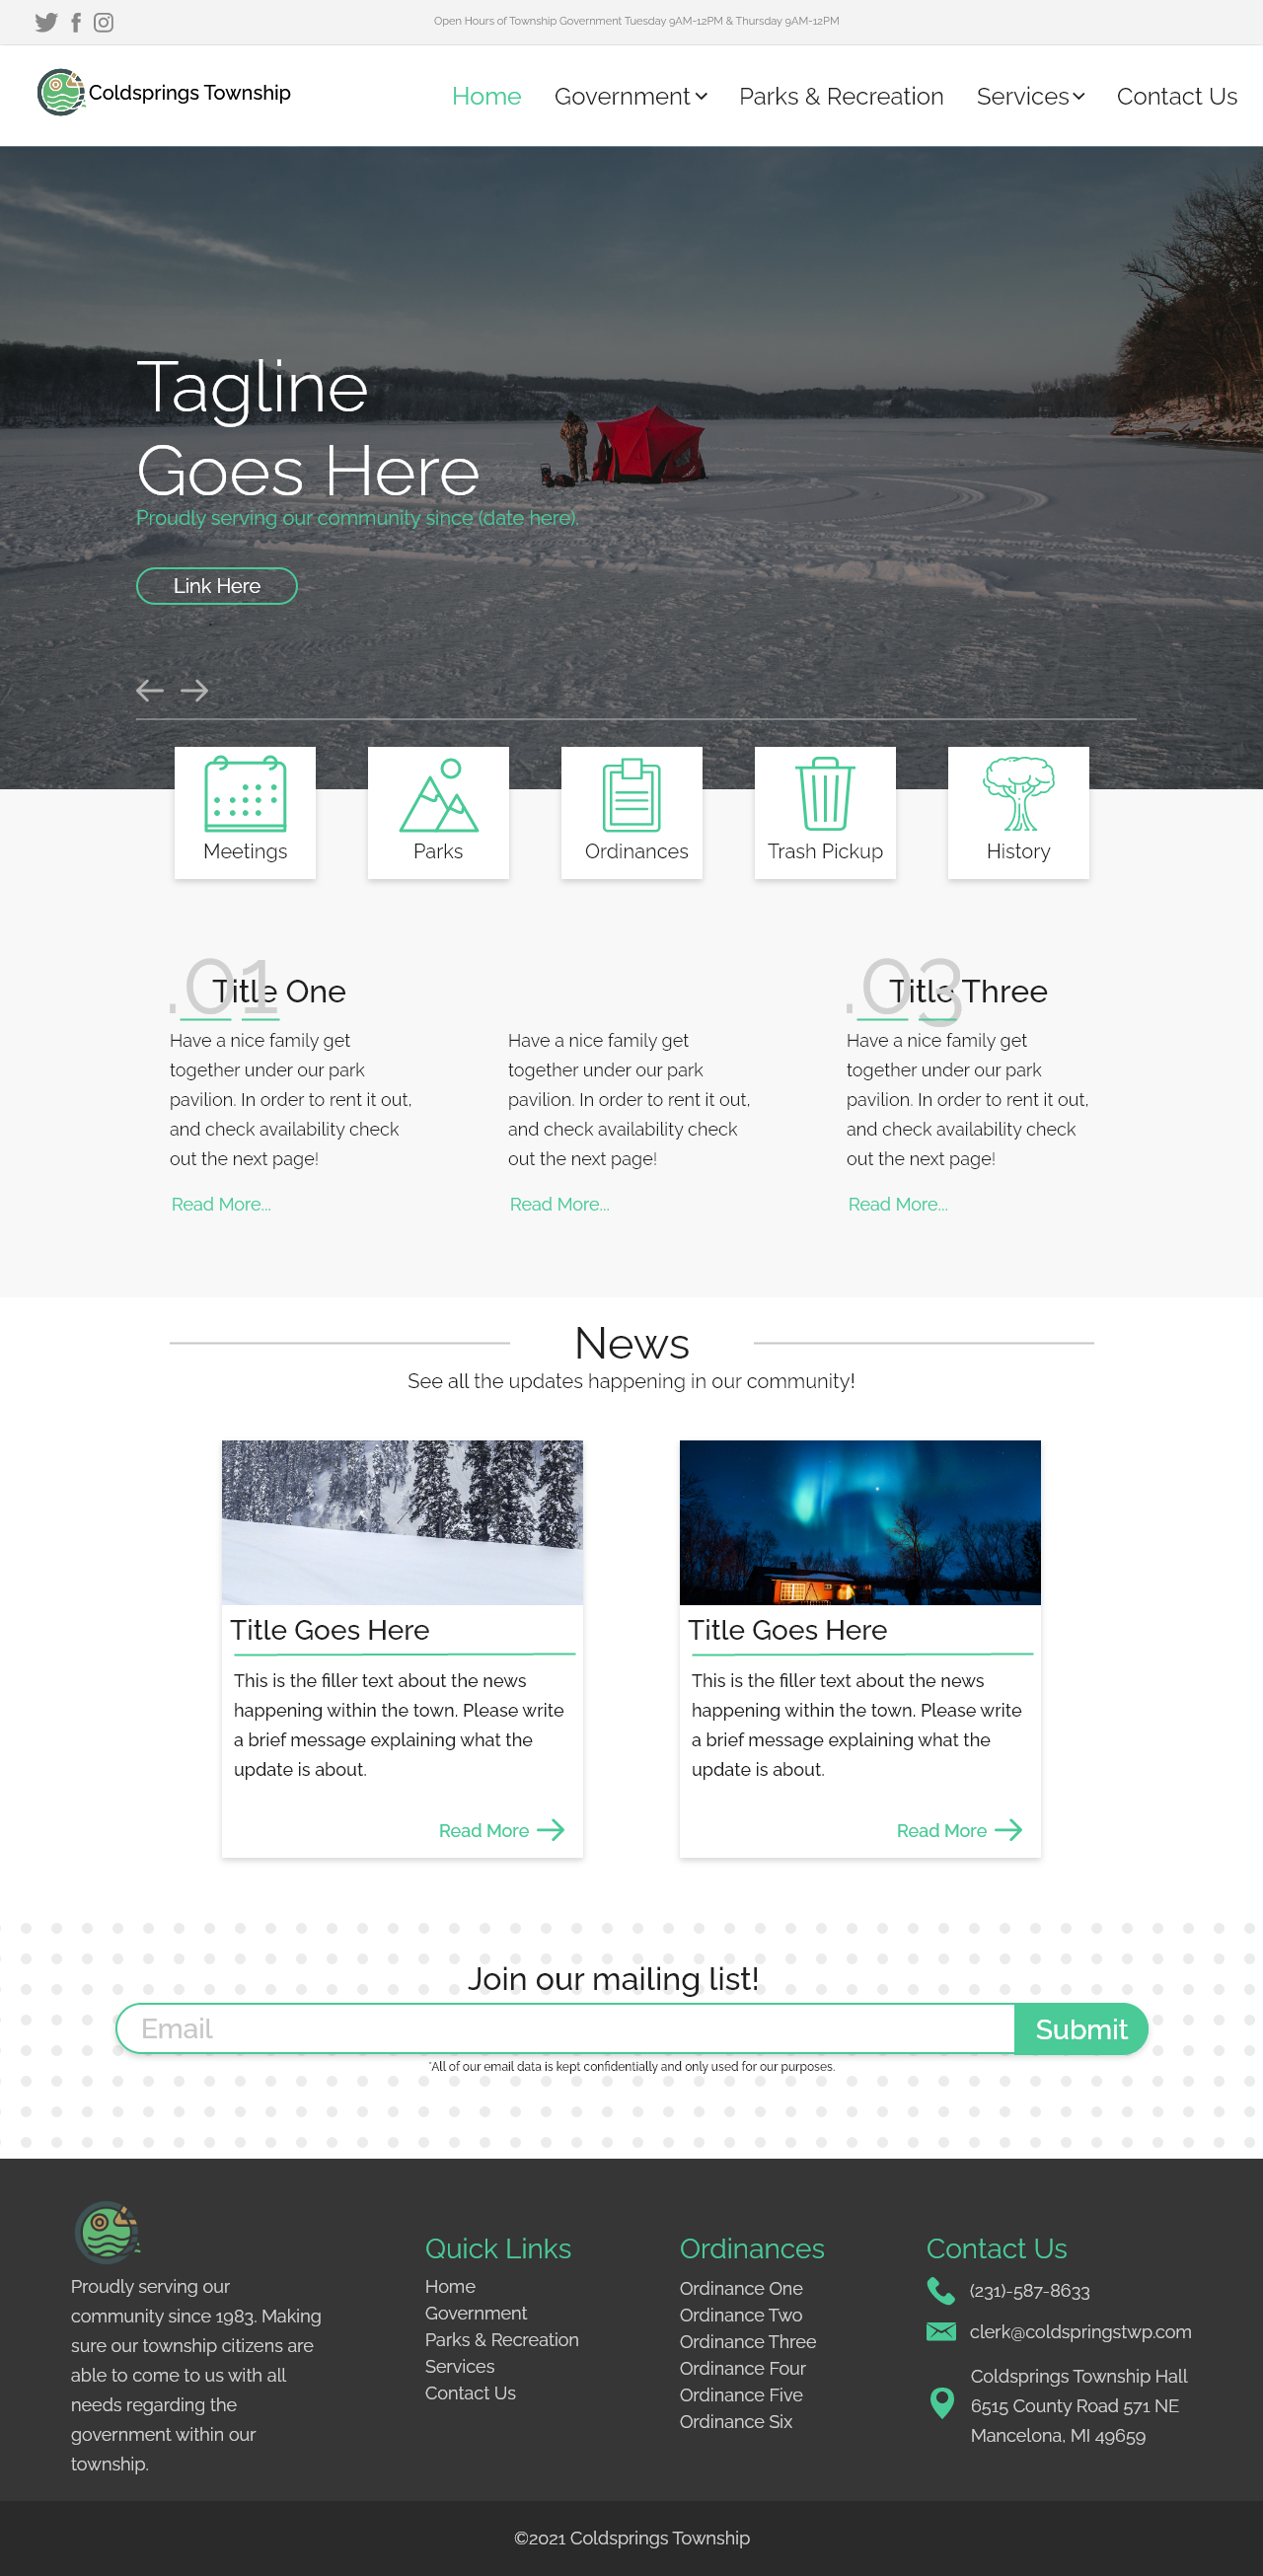 Open Hours of Township Government Tuesday 9AM-12PM & Thursday 9AM-12PM
Coldsprings Township
Home Government Parks & Recreation Services Contact Us
Tagline
Goes Here
Proudly serving our community since (date here).
Link Here
Meetings Parks Ordinances Trash Pickup History
.01 Title One
Have a nice family get
together under our park
pavilion. In order to rent it out,
and check availability check
out the next page!
Read More...
Have a nice family get
together under our park
pavilion. In order to rent it out,
and check availability check
out the next page!
Read More...
.03 Title Three
Have a nice family get
together under our park
pavilion. In order to rent it out,
and check availability check
out the next page!
Read More...
News
See all the updates happening in our community!
Title Goes Here
This is the filler text about the news
happening within the town. Please write
a brief message explaining what the
update is about.
Read More
Title Goes Here
This is the filler text about the news
happening within the town. Please write
a brief message explaining what the
update is about.
Read More
Join our mailing list!
Email Submit
*All of our email data is kept confidentially and only used for our purposes.
Proudly serving our
community since 1983. Making
sure our township citizens are
able to come to us with all
needs regarding the
government within our
township.
Quick Links
Home
Government
Parks & Recreation
Services
Contact Us
Ordinances
Ordinance One
Ordinance Two
Ordinance Three
Ordinance Four
Ordinance Five
Ordinance Six
Contact Us
(231)-587-8633
clerk@coldspringstwp.com
Coldsprings Township Hall
6515 County Road 571 NE
Mancelona, MI 49659
©2021 Coldsprings Township